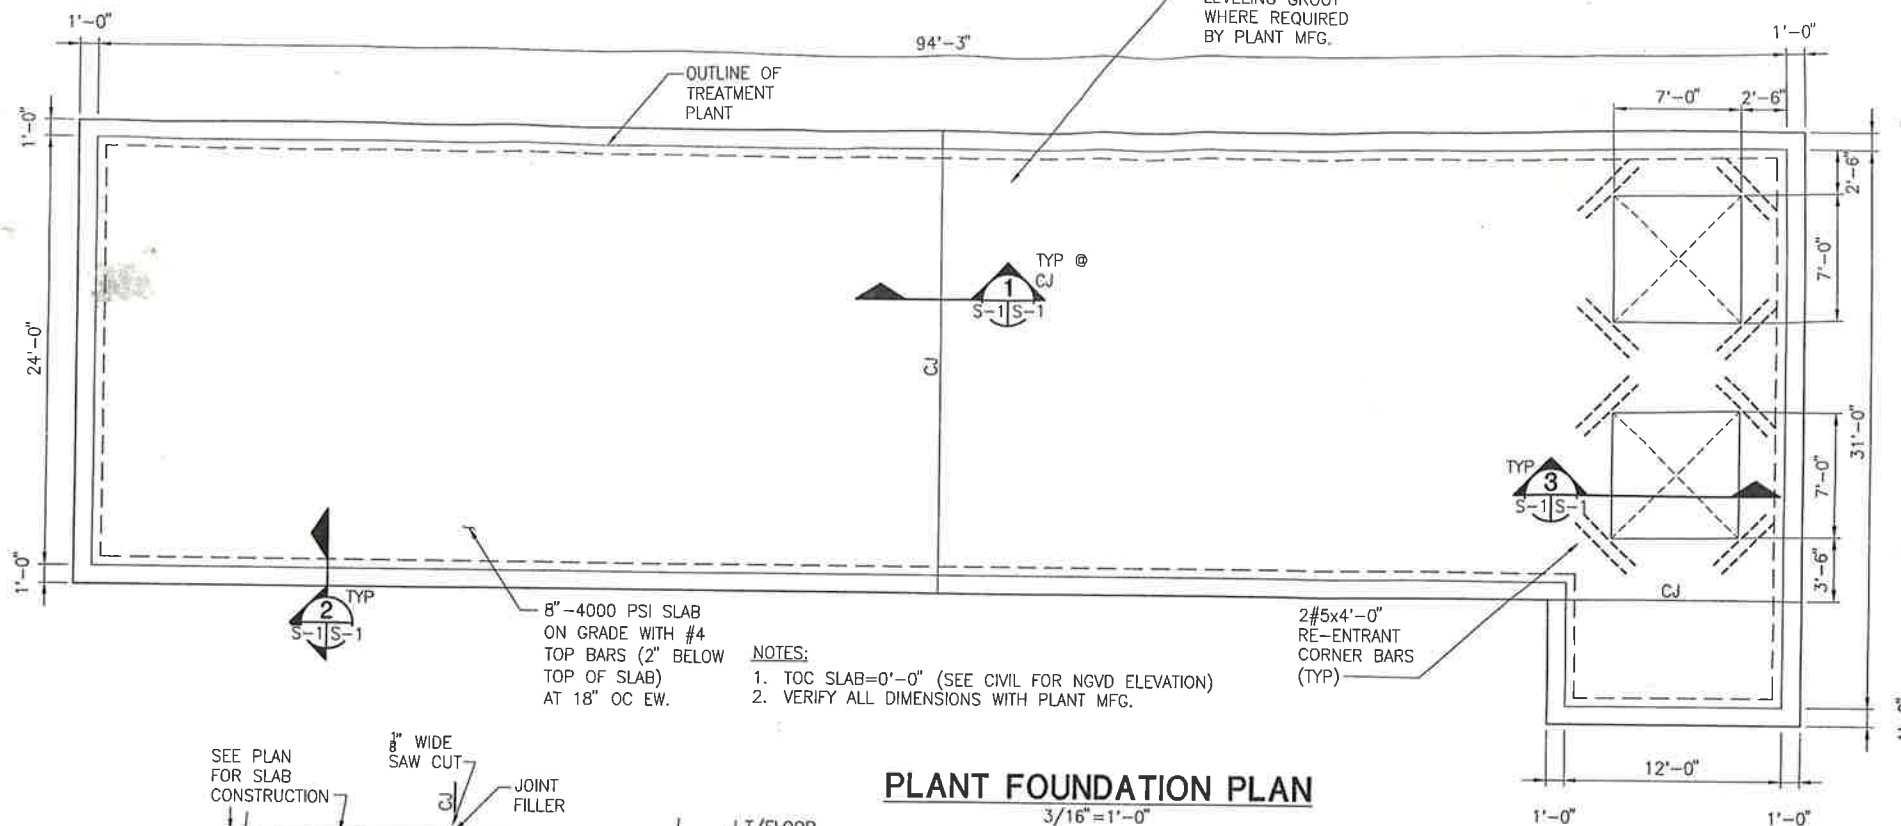 LEVELING GROUT
WHERE REQUIRED
BY PLANT MFG.
1'-0"
94'-3"
1'-0"
OUTLINE OF
TREATMENT
PLANT
7'-0"
2'-6"
1'-0"
2'-6"
TYP @
CJ
1
S-1 S-1
7'-0"
24'-0"
CJ
31'-0"
TYP
3
S-1 S-1
7'-0"
1'-0"
3'-6"
CJ
TYP
2
S-1 S-1
8"-4000 PSI SLAB
ON GRADE WITH #4
TOP BARS (2" BELOW
TOP OF SLAB)
AT 18" OC EW.
NOTES:
1. TOC SLAB=0'-0" (SEE CIVIL FOR NGVD ELEVATION)
2. VERIFY ALL DIMENSIONS WITH PLANT MFG.
2#5x4'-0"
RE-ENTRANT
CORNER BARS
(TYP)
SEE PLAN
FOR SLAB
CONSTRUCTION
1/8" WIDE
SAW CUT
CJ
JOINT
FILLER
PLANT FOUNDATION PLAN
3/16"=1'-0"
12'-0"
1'-0"
1'-0"